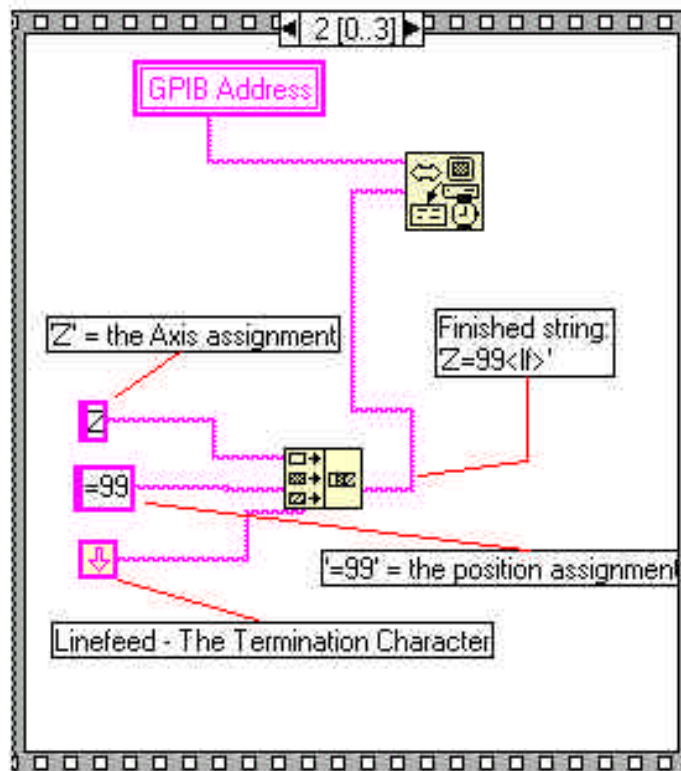 2 [0..3]
GPIB Address
'Z' = the Axis assignment
Finished string:
'Z=99<lf>'
Z
=99
'=99' = the position assignment
Linefeed - The Termination Character